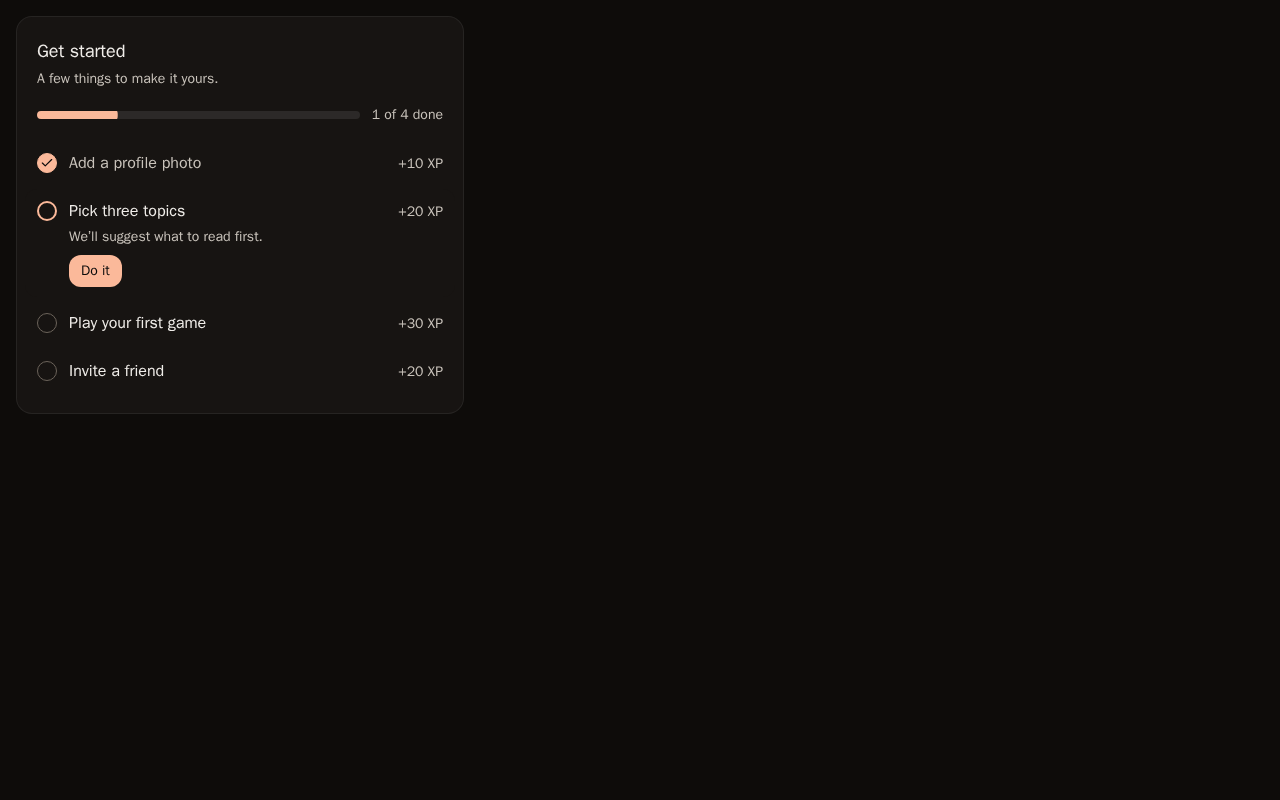 Get started
A few things to make it yours.
1 of 4 done
Add a profile photo +10 XP
Pick three topics +20 XP
We'll suggest what to read first.
Do it
Play your first game +30 XP
Invite a friend +20 XP